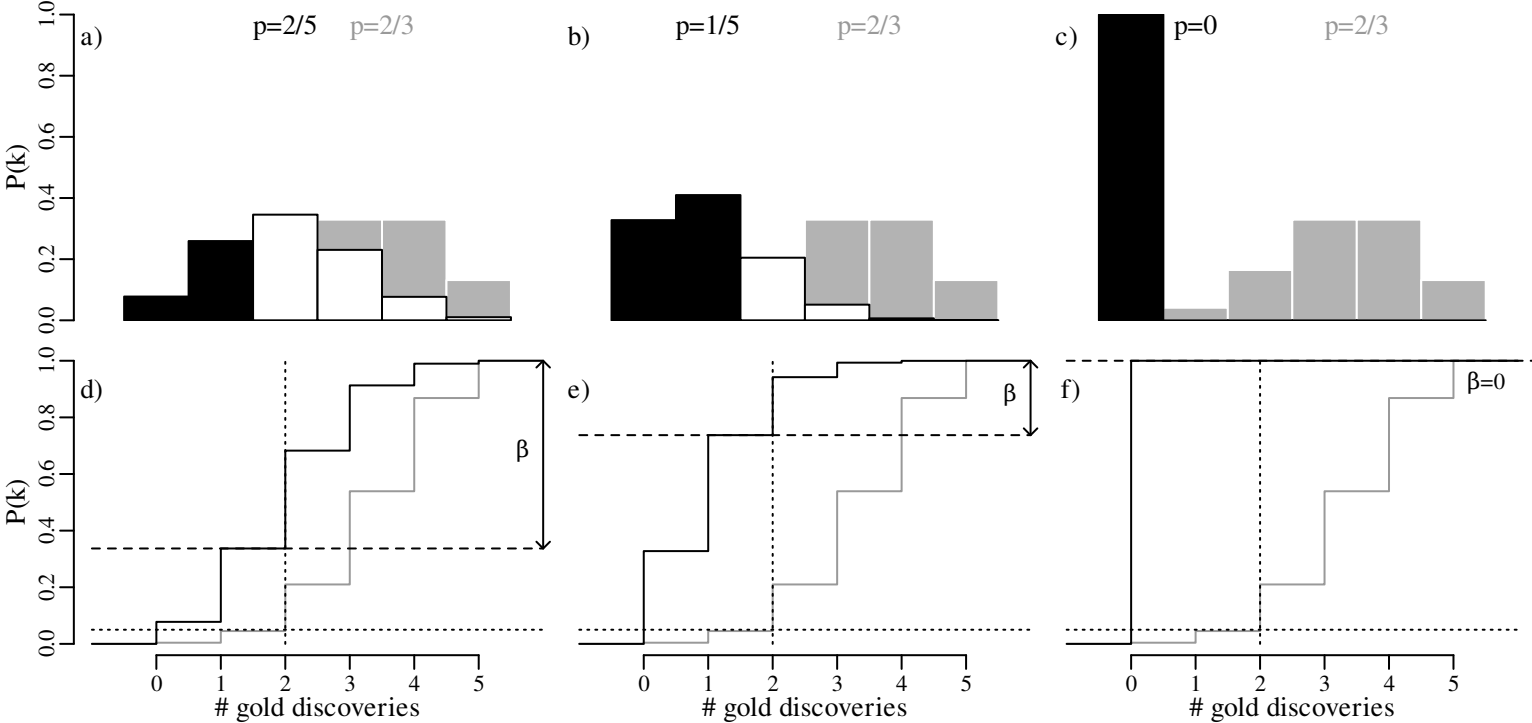 a) p=2/5 p=2/3
b) p=1/5 p=2/3
c) p=0 p=2/3
P(k)
0.0 0.2 0.4 0.6 0.8 1.0
d) β
e) β
f) β=0
P(k)
0.0 0.2 0.4 0.6 0.8 1.0
0 1 2 3 4 5
# gold discoveries
0 1 2 3 4 5
# gold discoveries
0 1 2 3 4 5
# gold discoveries